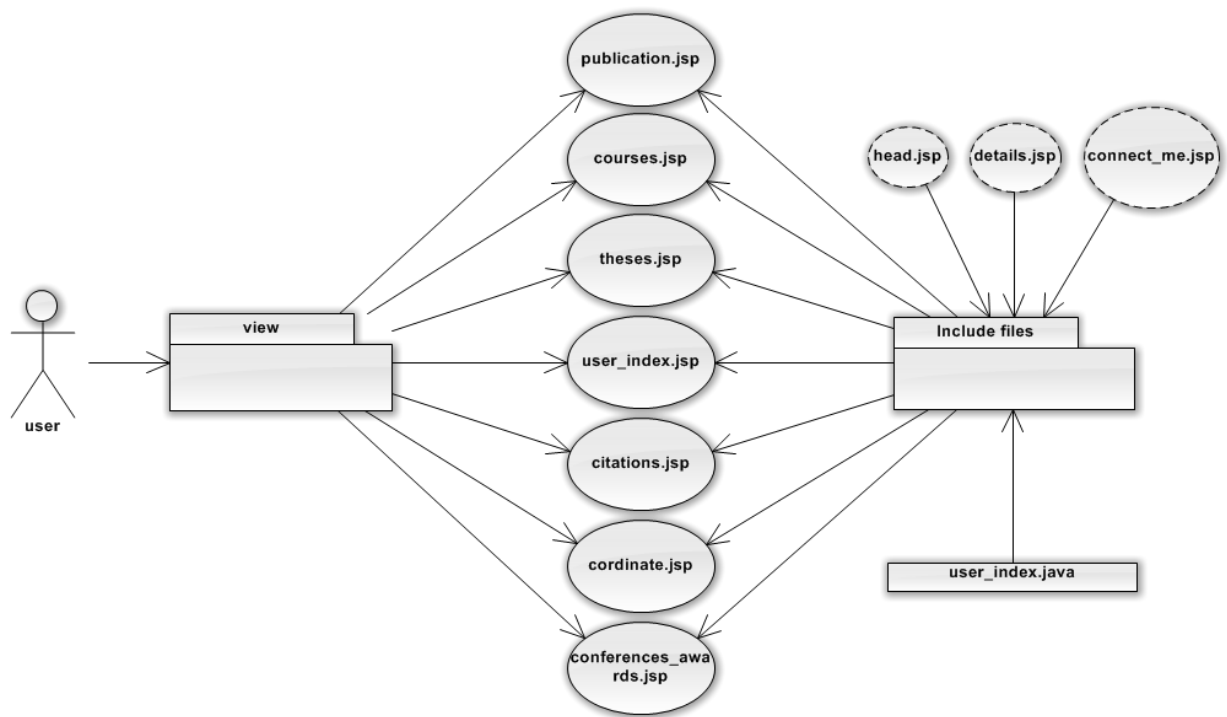 publication.jsp
courses.jsp
head.jsp
details.jsp
connect_me.jsp
theses.jsp
view
Include files
user_index.jsp
user
citations.jsp
cordinate.jsp
user_index.java
conferences_awa
rds.jsp